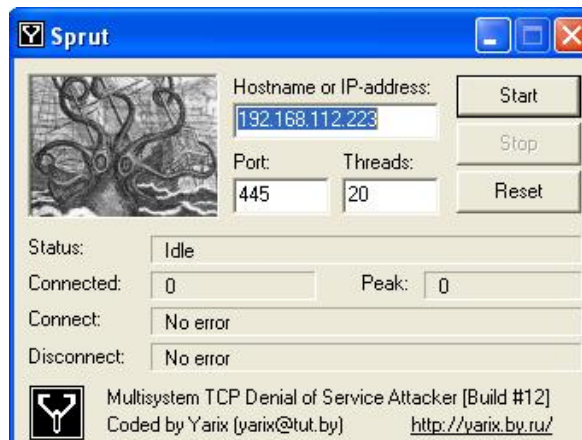 Sprut
Hostname or IP-address:
192.168.112.223
Start
Stop
Port: Threads:
445 20
Reset
Status: Idle
Connected: 0 Peak: 0
Connect: No error
Disconnect: No error
Multisystem TCP Denial of Service Attacker [Build #12]
Coded by Yarix (yarix@tut.by) http://yarix.by.ru/